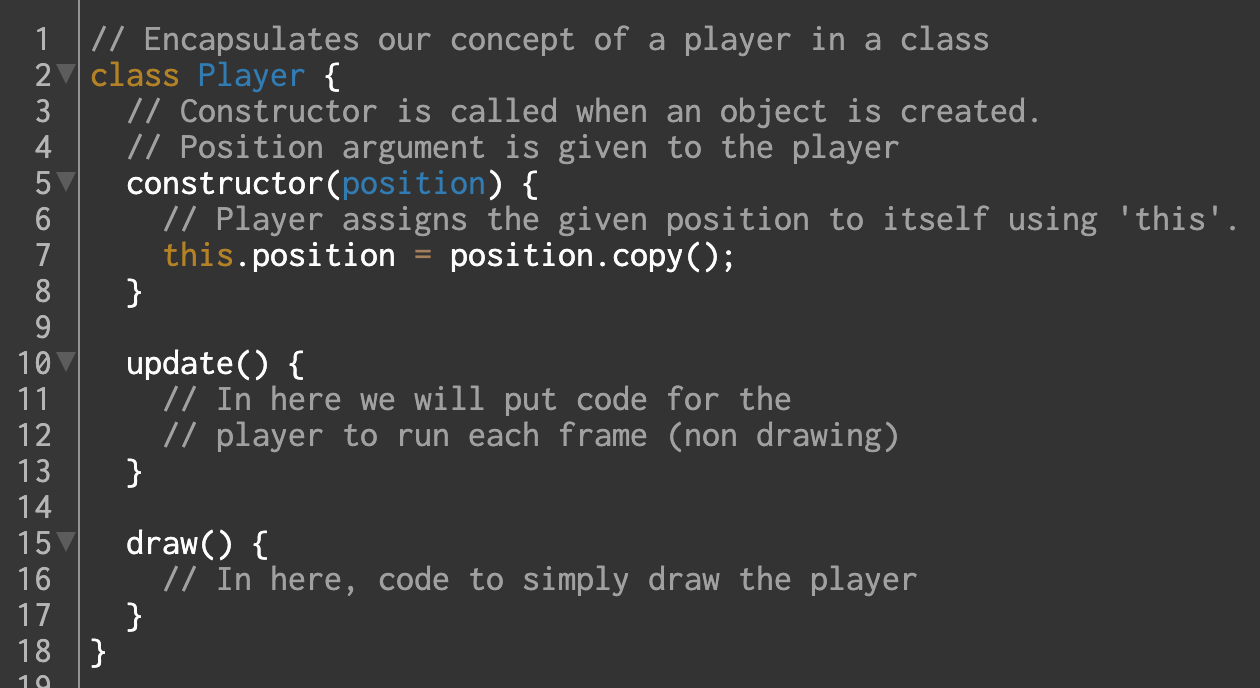 1 // Encapsulates our concept of a player in a class
2 class Player {
3 // Constructor is called when an object is created.
4 // Position argument is given to the player
5 constructor(position) {
6 // Player assigns the given position to itself using 'this'.
7 this.position = position.copy();
8 }
9
10 update() {
11 // In here we will put code for the
12 // player to run each frame (non drawing)
13 }
14
15 draw() {
16 // In here, code to simply draw the player
17 }
18 }
19